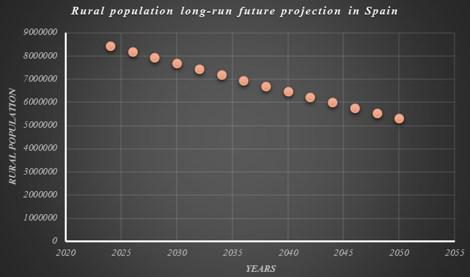 Rural population long-run future projection in Spain
RURAL POPULATION
9000000
8000000
7000000
6000000
5000000
4000000
3000000
2000000
1000000
0
2020 2025 2030 2035 2040 2045 2050 2055
YEARS